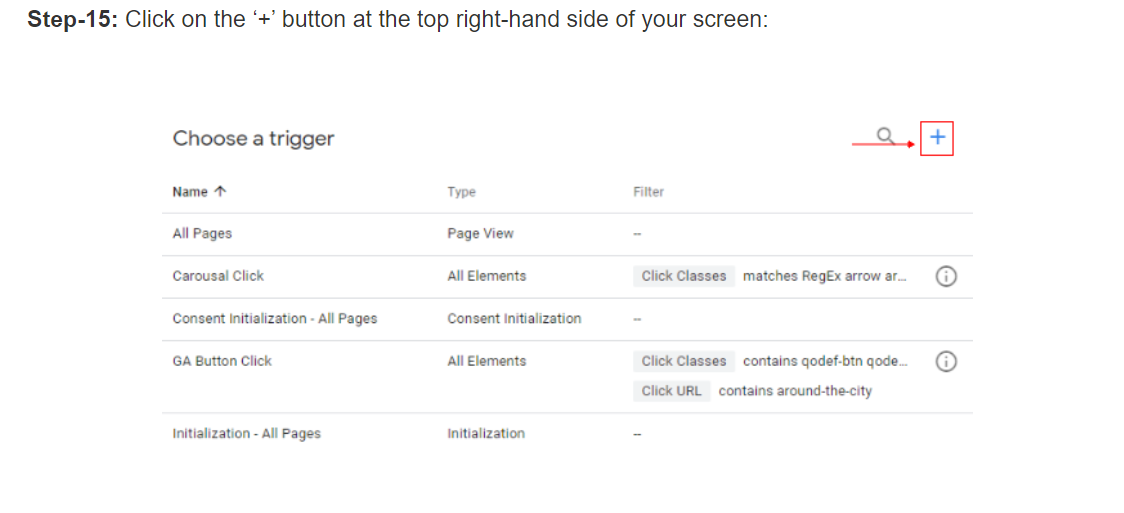 Step-15: Click on the ‘+’ button at the top right-hand side of your screen:
Choose a trigger
Name ↑ Type Filter
All Pages Page View --
Carousal Click All Elements Click Classes matches RegEx arrow ar...
Consent Initialization - All Pages Consent Initialization --
GA Button Click All Elements Click Classes contains qodef-btn qode...
Click URL contains around-the-city
Initialization - All Pages Initialization --